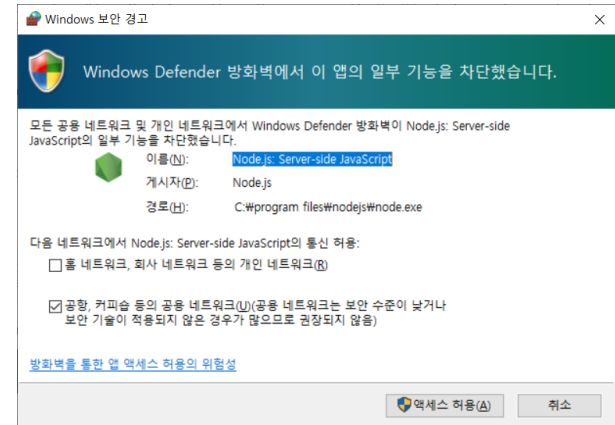 Windows 보안 경고
Windows Defender 방화벽에서 이 앱의 일부 기능을 차단했습니다.
모든 공용 네트워크 및 개인 네트워크에서 Windows Defender 방화벽이 Node.js: Server-side
JavaScript의 일부 기능을 차단했습니다.
이름(N): Node.js: Server-side JavaScript
게시자(P): Node.js
경로(H): C:₩program files₩nodejs₩node.exe
다음 네트워크에서 Node.js: Server-side JavaScript의 통신 허용:
홈 네트워크, 회사 네트워크 등의 개인 네트워크(R)
공항, 커피숍 등의 공용 네트워크(U)(공용 네트워크는 보안 수준이 낮거나
보안 기술이 적용되지 않은 경우가 많으므로 권장되지 않음)
방화벽을 통한 앱 액세스 허용의 위험성
액세스 허용(A) 취소